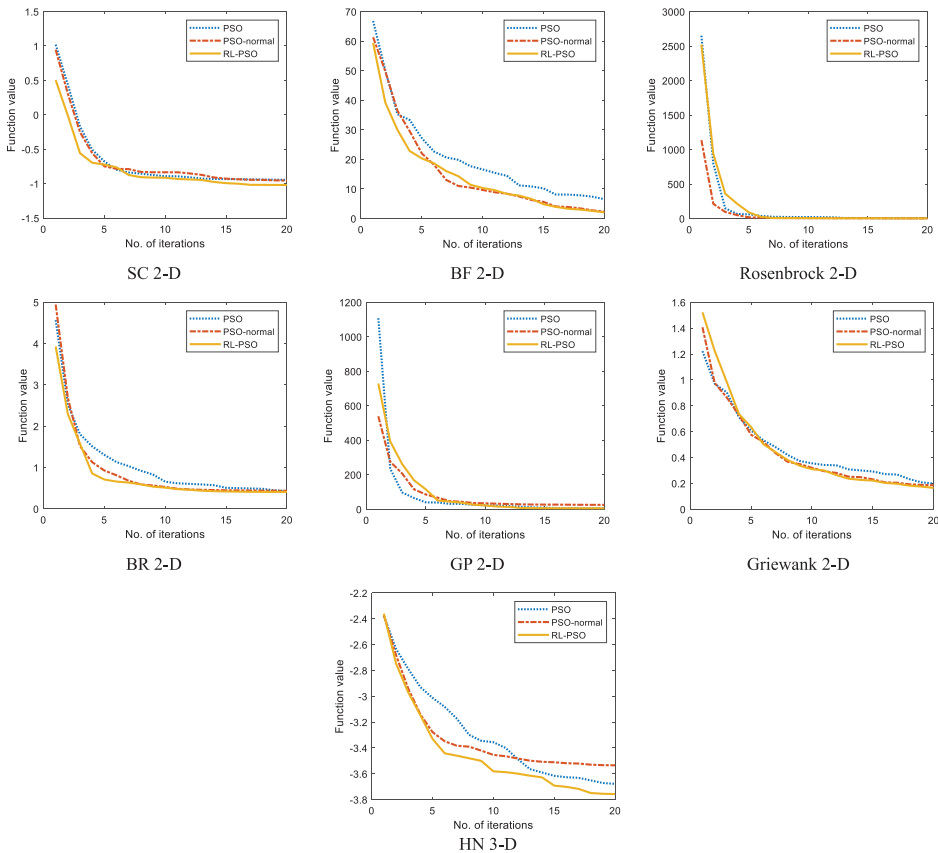 1.5
1
0.5
0
-0.5
-1
-1.5
0 5 10 15 20
Function value
No. of iterations
PSO
PSO-normal
RL-PSO
SC 2-D
70
60
50
40
30
20
10
0
0 5 10 15 20
Function value
No. of iterations
PSO
PSO-normal
RL-PSO
BF 2-D
3000
2500
2000
1500
1000
500
0
0 5 10 15 20
Function value
No. of iterations
PSO
PSO-normal
RL-PSO
Rosenbrock 2-D
5
4
3
2
1
0
0 5 10 15 20
Function value
No. of iterations
PSO
PSO-normal
RL-PSO
BR 2-D
1200
1000
800
600
400
200
0
0 5 10 15 20
Function value
No. of iterations
PSO
PSO-normal
RL-PSO
GP 2-D
1.6
1.4
1.2
1
0.8
0.6
0.4
0.2
0
0 5 10 15 20
Function value
No. of iterations
PSO
PSO-normal
RL-PSO
Griewank 2-D
-2.2
-2.4
-2.6
-2.8
-3
-3.2
-3.4
-3.6
-3.8
0 5 10 15 20
Function value
No. of iterations
PSO
PSO-normal
RL-PSO
HN 3-D